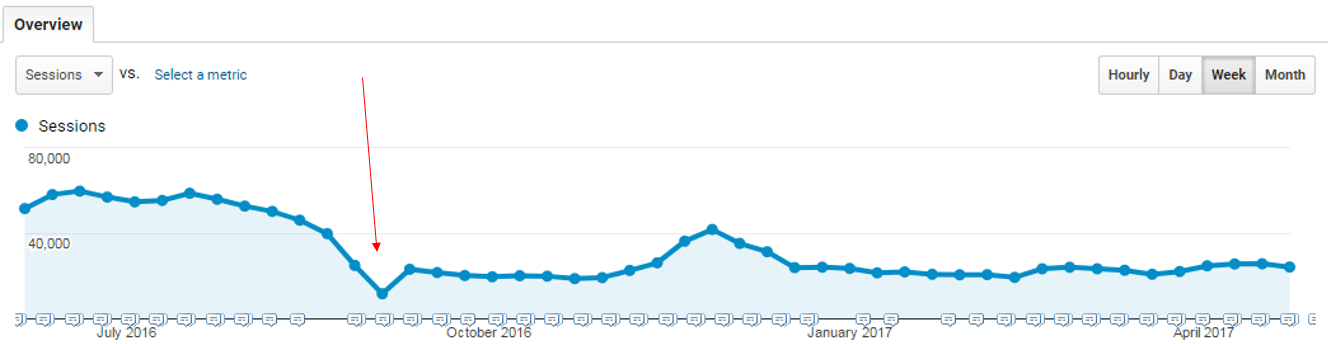 Overview
Sessions VS. Select a metric Hourly Day Week Month
Sessions
80,000
40,000
July 2016 October 2016 January 2017 April 2017